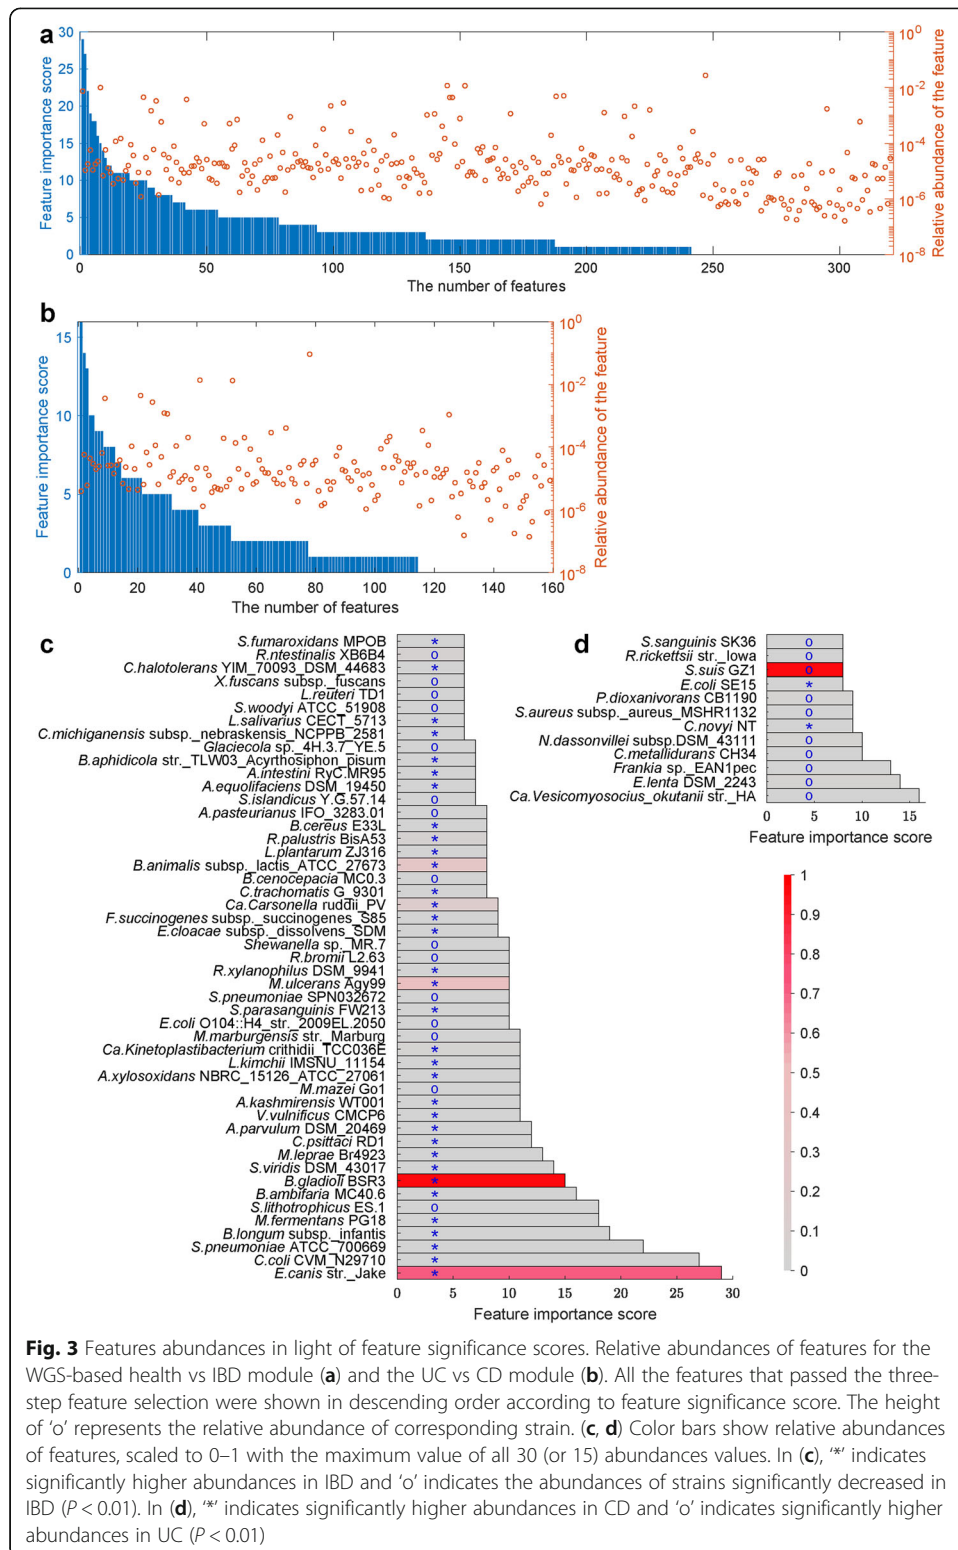 a
30
25
20
15
10
5
0
Feature importance score
0
50
100
150
200
250
300
The number of features
10^0
10^-2
10^-4
10^-6
10^-8
Relative abundance of the feature
b
15
10
5
0
Feature importance score
0
20
40
60
80
100
120
140
160
The number of features
10^0
10^-2
10^-4
10^-6
10^-8
Relative abundance of the feature
c
S.fumaroxidans MPOB *
R.ntestinalis XB6B4 o
C.halotolerans YIM_70093_DSM_44683 *
X.fuscans subsp._fuscans o
L.reuteri TD1 o
S.woodyi ATCC_51908 o
L.salivarius CECT_5713 *
C.michiganensis subsp._nebraskensis_NCPPB_2581 *
Glaciecola sp._4H.3.7_YE.5 o
B.aphidicola str._TLW03_Acyrthosiphon_pisum *
A.intestini RyC.MR95 *
A.equolifaciens DSM_19450 *
S.islandicus Y.G.57.14 o
A.pasteurianus IFO_3283.01 o
B.cereus E33L *
R.palustris BisA53 *
L.plantarum ZJ316 *
B.animalis subsp._lactis_ATCC_27673 *
B.cenocepacia MC0.3 o
C.trachomatis G_9301 *
Ca.Carsonella ruddii_PV *
F.succinogenes subsp._succinogenes_S85 *
E.cloacae subsp._dissolvens_SDM *
Shewanella sp._MR.7 o
R.bromii L2.63 o
R.xylanophilus DSM_9941 *
M.ulcerans Agy99 *
S.pneumoniae SPN032672 o
S.parasanguinis FW213 *
E.coli O104::H4_str._2009EL.2050 o
M.marburgensis str._Marburg o
Ca.Kinetoplastibacterium crithidii_TCC036E *
L.kimchii IMSNU_11154 *
A.xylosoxidans NBRC_15126_ATCC_27061 *
M.mazei Go1 o
A.kashmirensis WT001 *
V.vulnificus CMCP6 *
A.parvulum DSM_20469 *
C.psittaci RD1 *
M.leprae Br4923 *
S.viridis DSM_43017 *
B.gladioli BSR3 *
B.ambifaria MC40.6 *
S.lithotrophicus ES.1 o
M.fermentans PG18 *
B.longum subsp._infantis *
S.pneumoniae ATCC_700669 *
C.coli CVM_N29710 *
E.canis str._Jake *
0
5
10
15
20
25
30
Feature importance score
d
S.sanguinis SK36 o
R.rickettsii str._Iowa o
S.suis GZ1 o
E.coli SE15 *
P.dioxanivorans CB1190 o
S.aureus subsp._aureus_MSHR1132 o
C.novyi NT *
N.dassonvillei subsp.DSM_43111 o
C.metallidurans CH34 o
Frankia sp._EAN1pec o
E.lenta DSM_2243 o
Ca.Vesicomyosocius_okutanii str._HA o
0
5
10
15
Feature importance score
1
0.9
0.8
0.7
0.6
0.5
0.4
0.3
0.2
0.1
0
Fig. 3 Features abundances in light of feature significance scores. Relative abundances of features for the
WGS-based health vs IBD module (a) and the UC vs CD module (b). All the features that passed the three-
step feature selection were shown in descending order according to feature significance score. The height
of ‘o’ represents the relative abundance of corresponding strain. (c, d) Color bars show relative abundances
of features, scaled to 0–1 with the maximum value of all 30 (or 15) abundances values. In (c), ‘*’ indicates
significantly higher abundances in IBD and ‘o’ indicates the abundances of strains significantly decreased in
IBD (P < 0.01). In (d), ‘*’ indicates significantly higher abundances in CD and ‘o’ indicates significantly higher
abundances in UC (P < 0.01)